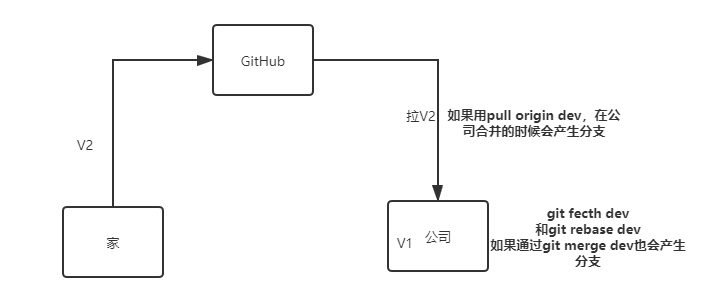 GitHub
V2
拉V2
如果用pull origin dev，在公
司合并的时候会产生分支
家
V1
公司
git fecth dev
和git rebase dev
如果通过git merge dev也会产生
分支